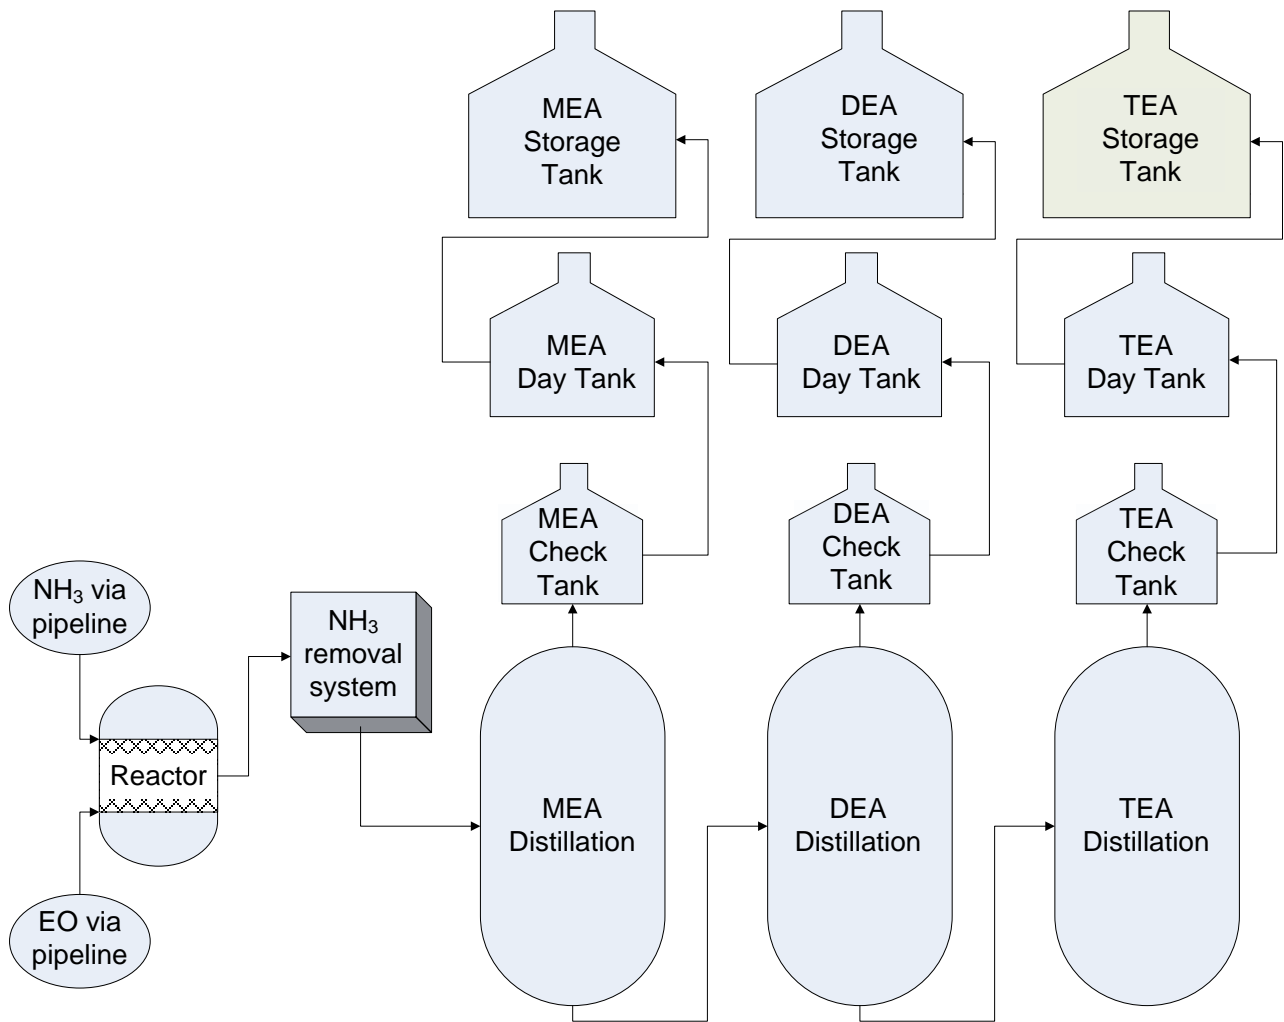 MEA
Storage
Tank
DEA
Storage
Tank
TEA
Storage
Tank
MEA
Day Tank
DEA
Day Tank
TEA
Day Tank
MEA
Check
Tank
DEA
Check
Tank
TEA
Check
Tank
NH₃ via
pipeline
NH₃
removal
system
Reactor
EO via
pipeline
MEA
Distillation
DEA
Distillation
TEA
Distillation